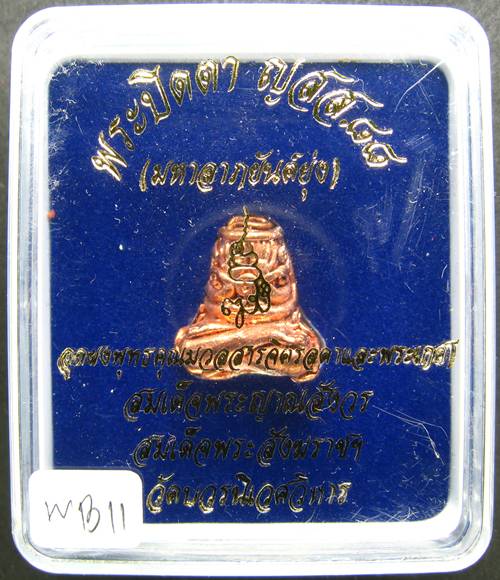 พระปิดตา ญสส.๘๘
(มหาลาภยันต์ยุ่ง)
สมเด็จพระญาณสังวร
สมเด็จพระสังฆราชฯ
วัดบวรนิเวศวิหาร
WB11